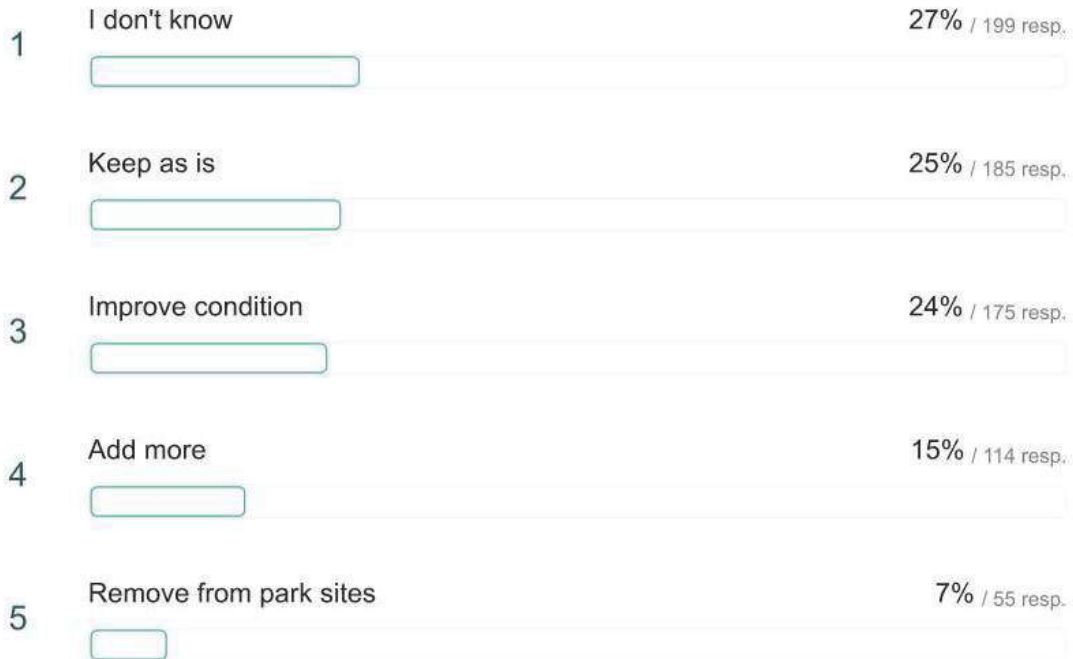 1 I don't know 27% / 199 resp.
2 Keep as is 25% / 185 resp.
3 Improve condition 24% / 175 resp.
4 Add more 15% / 114 resp.
5 Remove from park sites 7% / 55 resp.